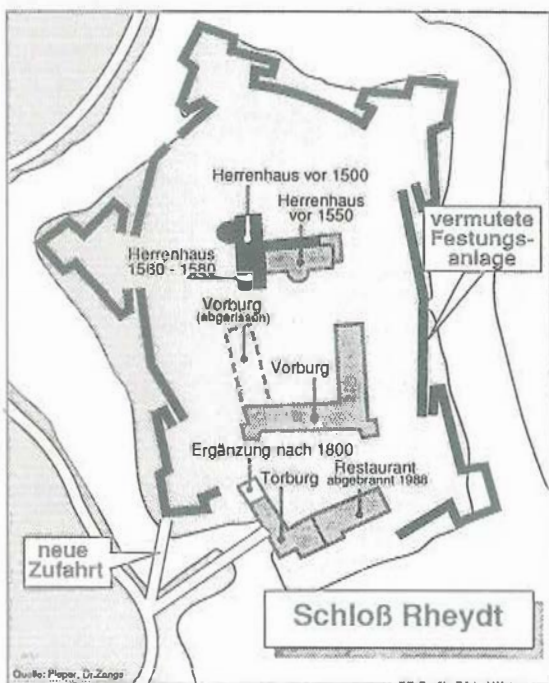 Herrenhaus vor 1500
Herrenhaus
vor 1550
vermutete
Festungs-
anlage
Herrenhaus
1560 - 1580
Vorburg
(abgerissen)
Vorburg
Ergänzung nach 1800
Torburg
Restaurant
abgebrannt 1988
neue
Zufahrt
Schloß Rheydt
Quelle: Pieper, Dr. Zangs